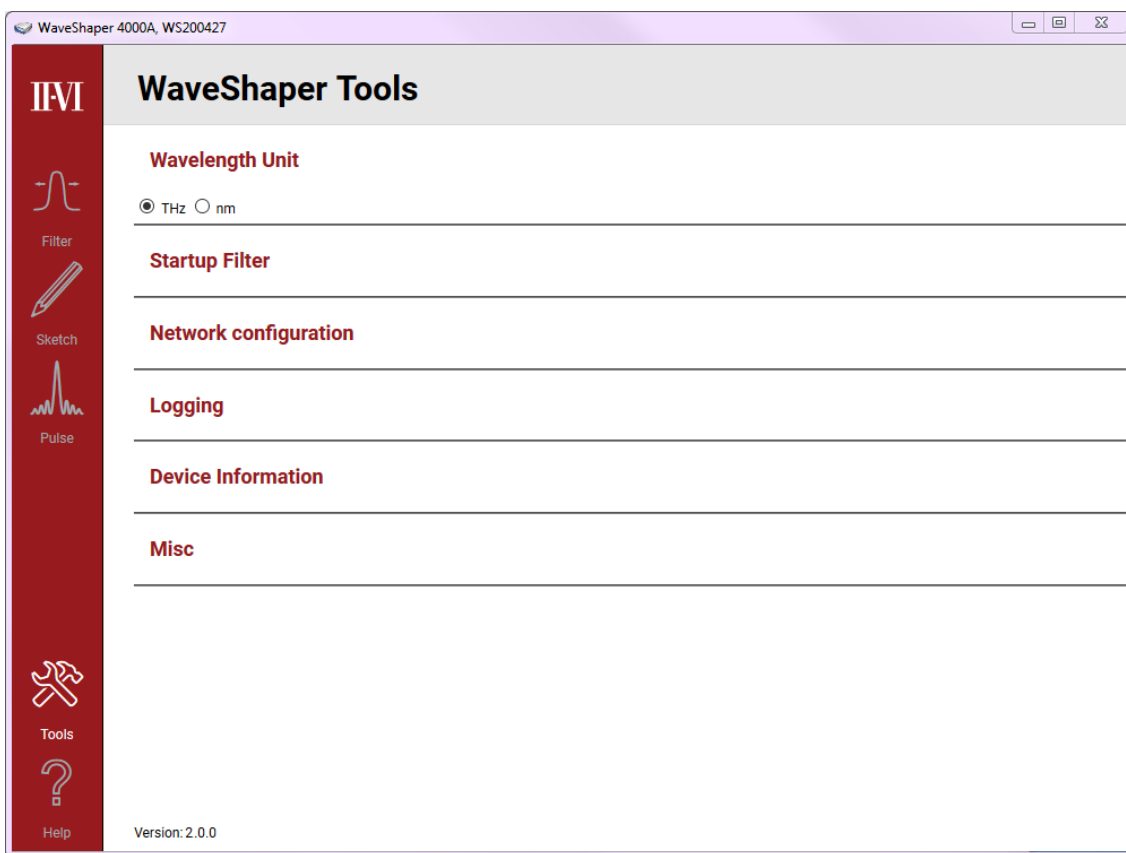 WaveShaper 4000A, WS200427
II-VI
WaveShaper Tools
Wavelength Unit
THz nm
Filter
Startup Filter
Sketch
Network configuration
Pulse
Logging
Device Information
Misc
Tools
Help
Version: 2.0.0